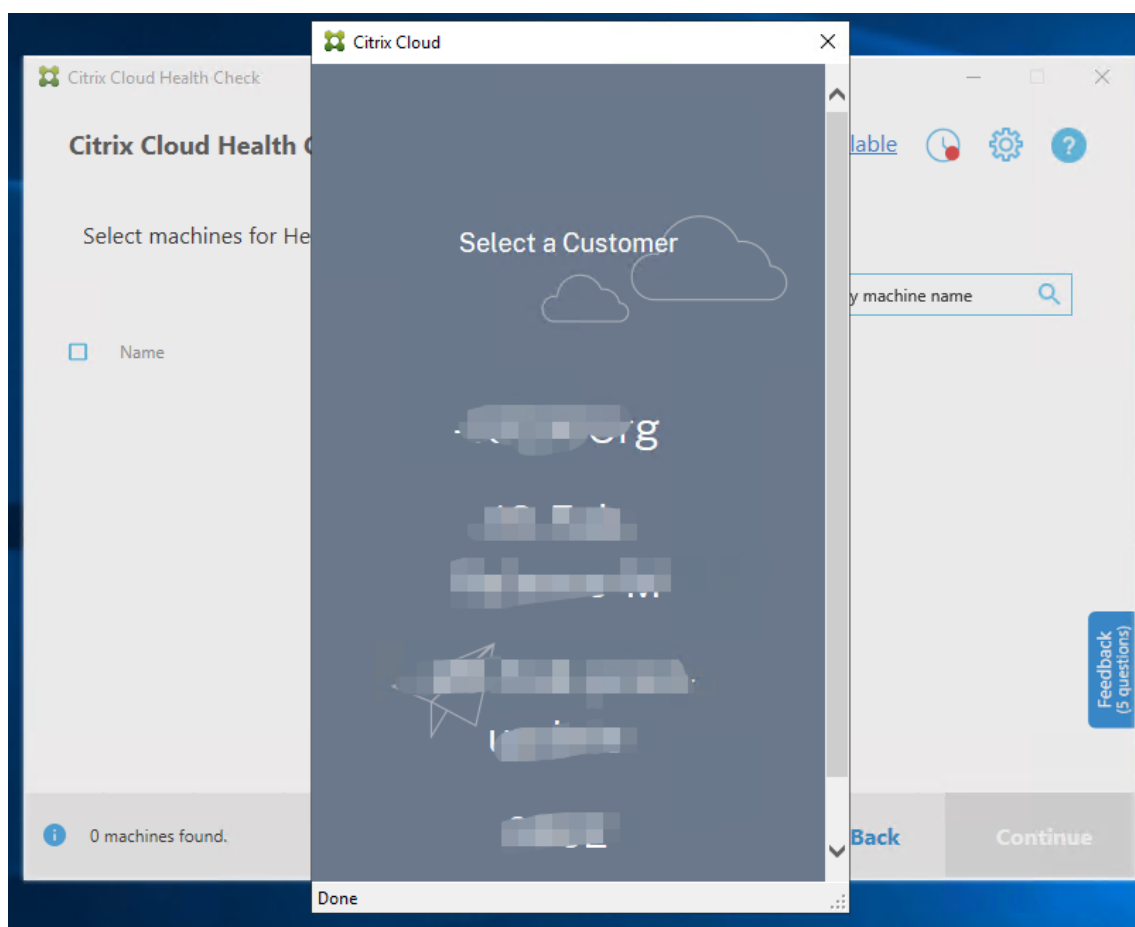 Citrix Cloud
Citrix Cloud Health Check
Citrix Cloud Health
lable
?
Select machines for
Select a Customer
machine name
Name
Feedback
(5 questions)
i
0 machines found.
Back
Continue
Done